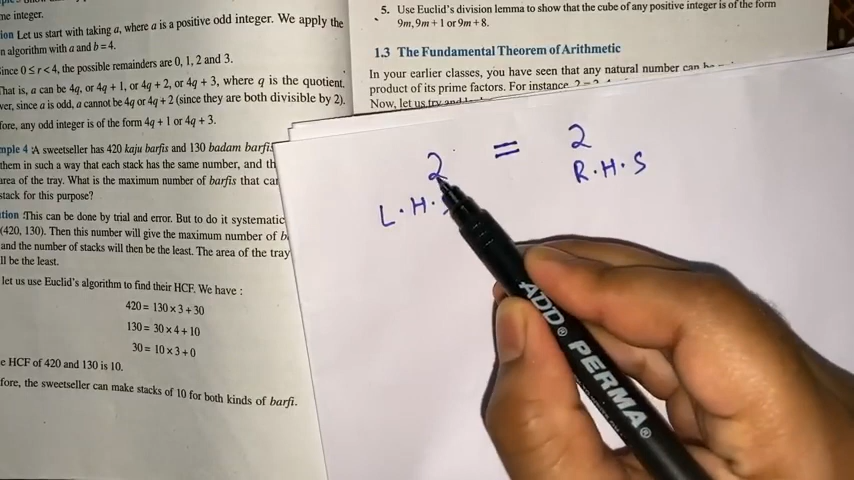 me integer.
ion Let us start with taking a, where a is a positive odd integer. We apply the
n algorithm with a and b = 4.
ince 0 ≤ r < 4, the possible remainders are 0, 1, 2 and 3.
That is, a can be 4q, or 4q + 1, or 4q + 2, or 4q + 3, where q is the quotient.
ver, since a is odd, a cannot be 4q or 4q + 2 (since they are both divisible by 2).
fore, any odd integer is of the form 4q + 1 or 4q + 3.
mple 4 : A sweetseller has 420 kaju barfis and 130 badam barfi
them in such a way that each stack has the same number, and th
area of the tray. What is the maximum number of barfis that can
stack for this purpose?
ution : This can be done by trial and error. But to do it systematic
(420, 130). Then this number will give the maximum number of b
and the number of stacks will then be the least. The area of the tray
ll be the least.
let us use Euclid's algorithm to find their HCF. We have :
420 = 130 × 3 + 30
130 = 30 × 4 + 10
30 = 10 × 3 + 0
e HCF of 420 and 130 is 10.
fore, the sweetseller can make stacks of 10 for both kinds of barfi.
5. Use Euclid's division lemma to show that the cube of any positive integer is of the form
9m, 9m + 1 or 9m + 8.
1.3 The Fundamental Theorem of Arithmetic
In your earlier classes, you have seen that any natural number can be
product of its prime factors. For instance, 2 = 2,
Now, let us try and
2 = 2
L.H.S R.H.S
ADD® PERMA®